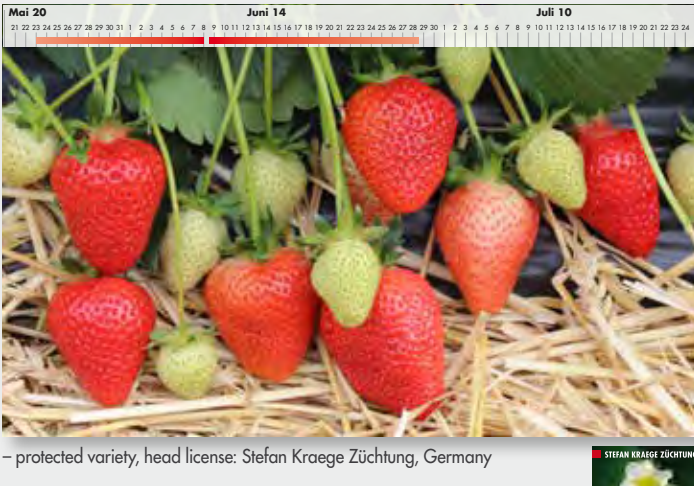 Mai 20 Juni 14 Juli 10
21 22 23 24 25 26 27 28 29 30 31 1 2 3 4 5 6 7 8 9 10 11 12 13 14 15 16 17 18 19 20 21 22 23 24 25 26 27 28 29 30 1 2 3 4 5 6 7 8 9 10 11 12 13 14 15 16 17 18 19 20 21 22 23 24
– protected variety, head license: Stefan Kraege Züchtung, Germany
STEFAN KRAEGE ZÜCHTUNG